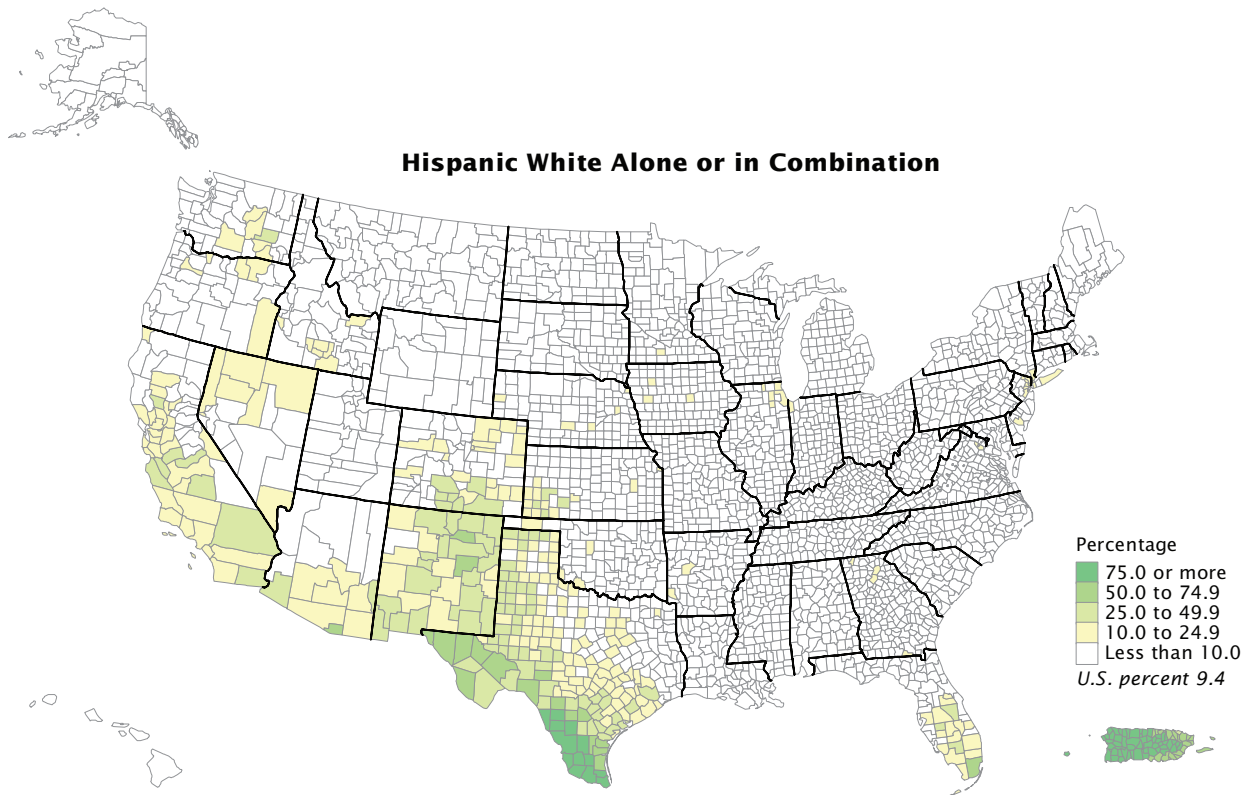 Hispanic White Alone or in Combination
Percentage
75.0 or more
50.0 to 74.9
25.0 to 49.9
10.0 to 24.9
Less than 10.0
U.S. percent 9.4